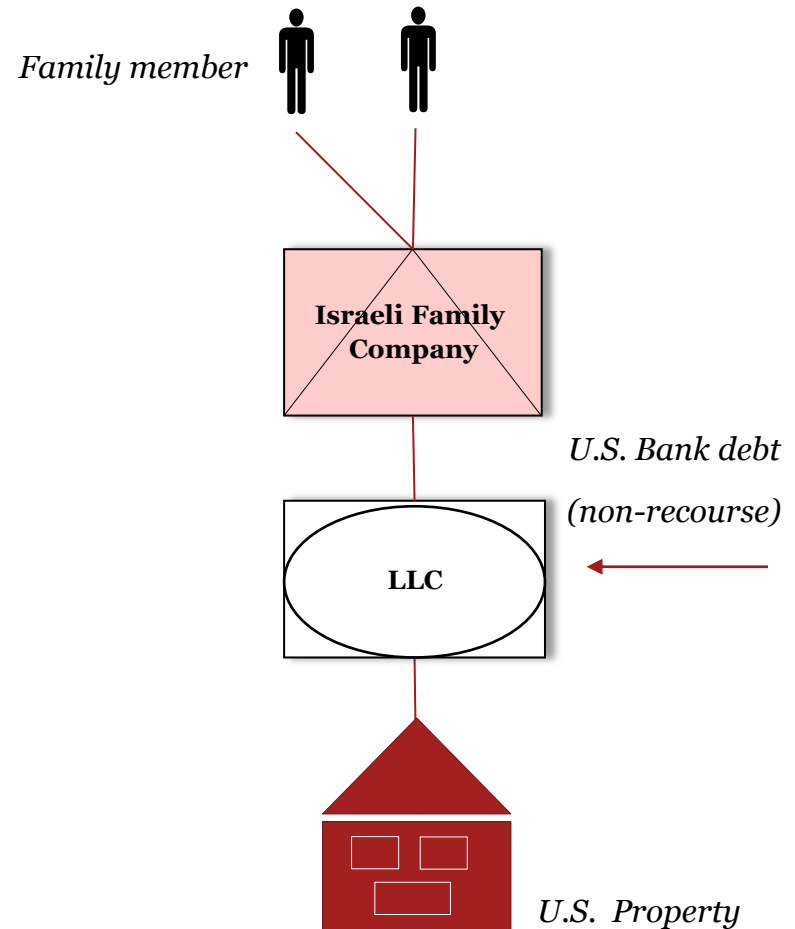 Family member
Israeli Family
Company
U.S. Bank debt
(non-recourse)
LLC
U.S. Property